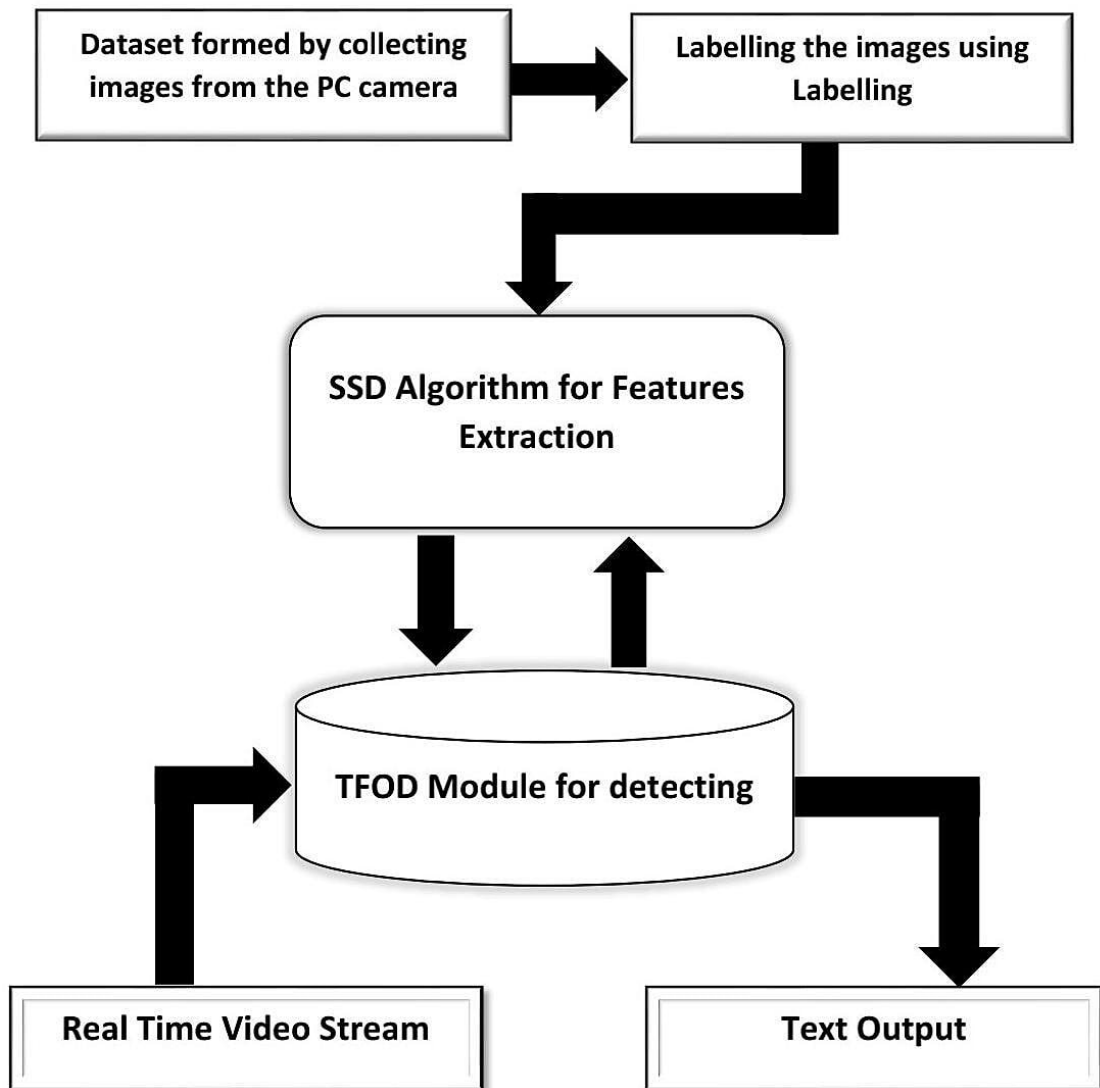 Dataset formed by collecting
images from the PC camera
Labelling the images using
Labelling
SSD Algorithm for Features
Extraction
TFOD Module for detecting
Real Time Video Stream
Text Output